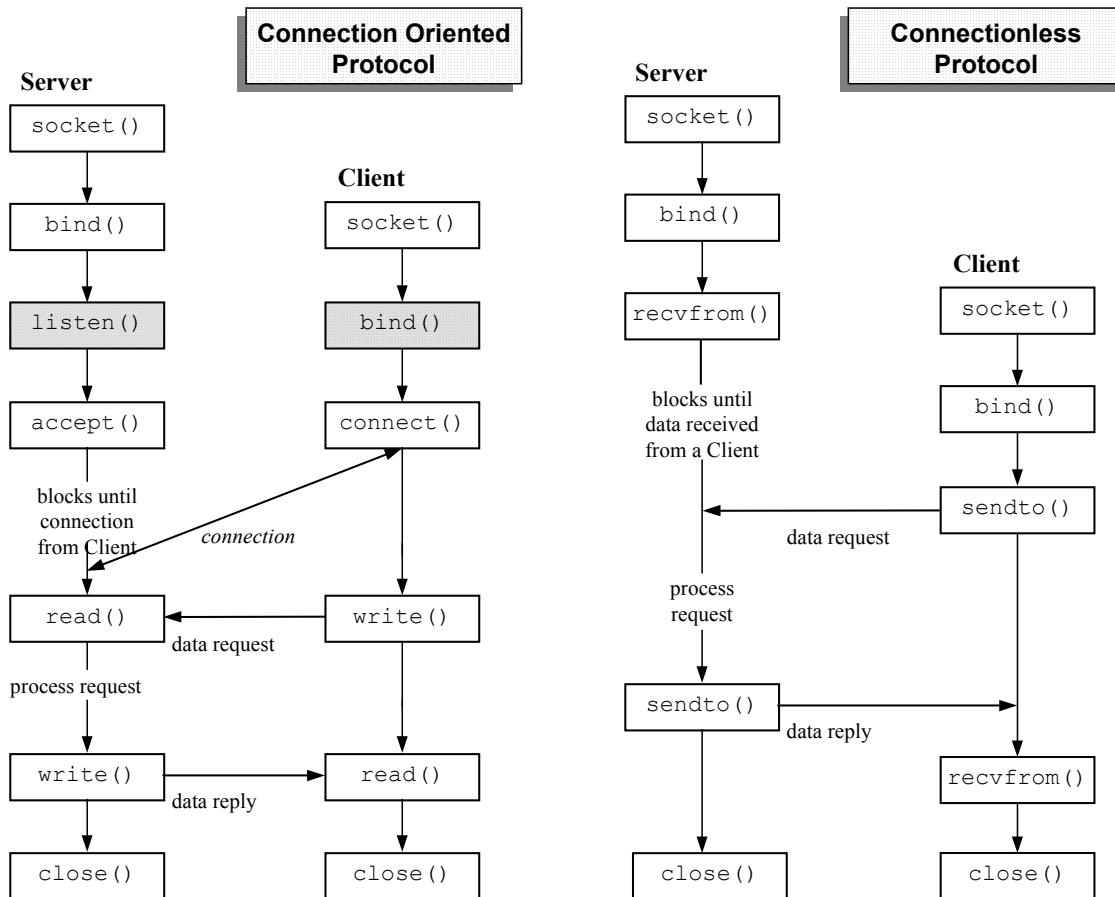 Connection Oriented
Protocol
Server
socket()
bind()
listen()
accept()
blocks until
connection
from Client
read()
process request
write()
close()
Client
socket()
bind()
connect()
connection
write()
data request
read()
data reply
close()
Connectionless
Protocol
Server
socket()
bind()
recvfrom()
blocks until
data received
from a Client
process
request
sendto()
close()
Client
socket()
bind()
sendto()
data request
data reply
recvfrom()
close()